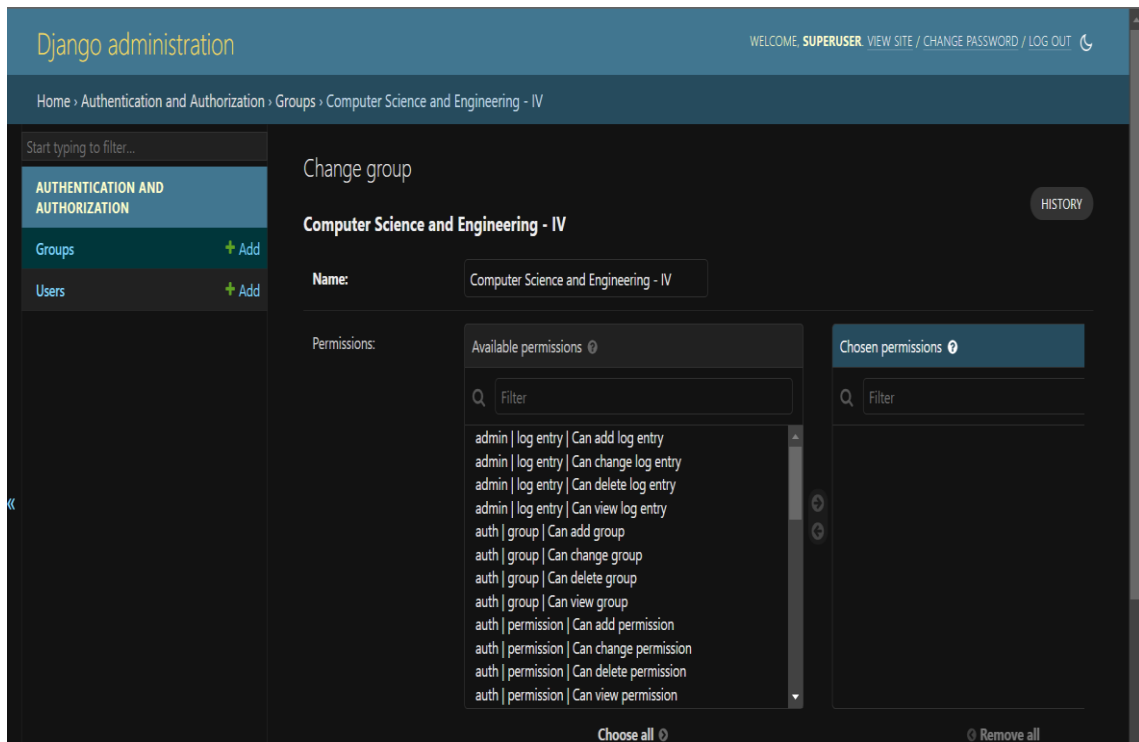 Django administration
WELCOME, SUPERUSER. VIEW SITE / CHANGE PASSWORD / LOG OUT
Home › Authentication and Authorization › Groups › Computer Science and Engineering - IV
Start typing to filter...
AUTHENTICATION AND
AUTHORIZATION
Groups + Add
Users + Add
«
Change group
HISTORY
Computer Science and Engineering - IV
Name: Computer Science and Engineering - IV
Permissions:
Available permissions ?
Filter
admin | log entry | Can add log entry
admin | log entry | Can change log entry
admin | log entry | Can delete log entry
admin | log entry | Can view log entry
auth | group | Can add group
auth | group | Can change group
auth | group | Can delete group
auth | group | Can view group
auth | permission | Can add permission
auth | permission | Can change permission
auth | permission | Can delete permission
auth | permission | Can view permission
Choose all
Chosen permissions ?
Filter
Remove all